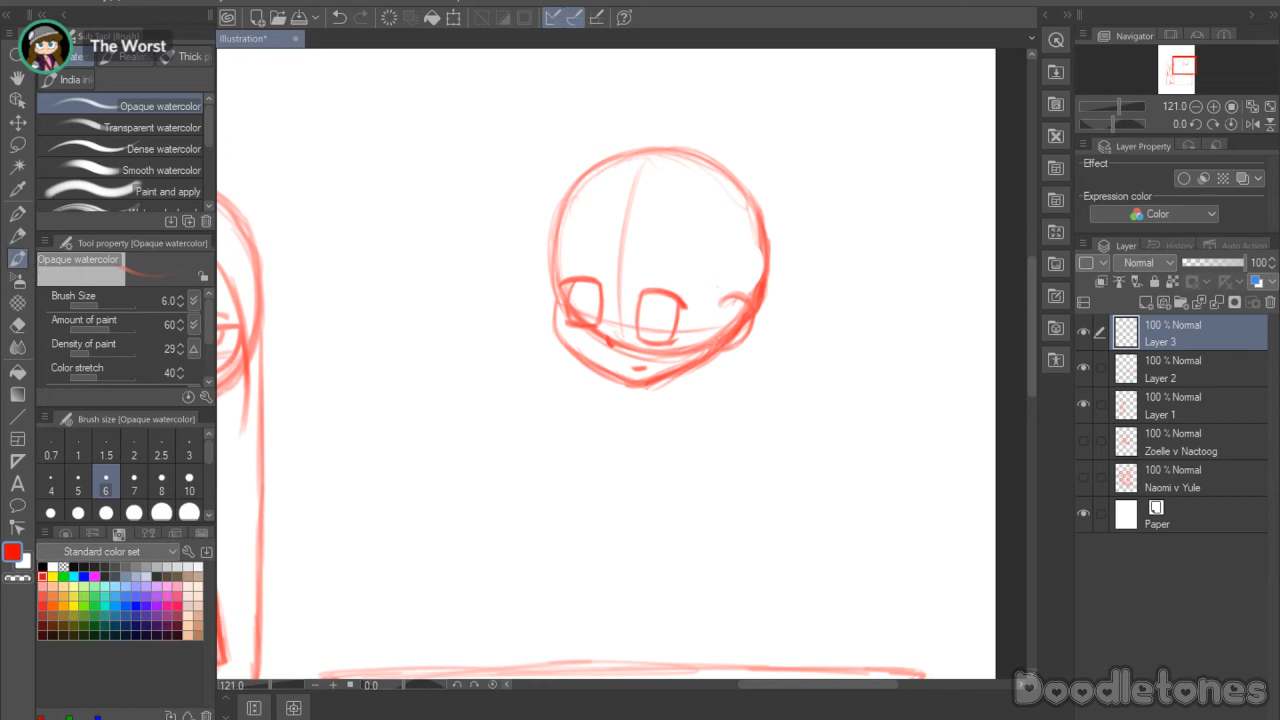 The Worst
Sub Tool [Brush]
Thick p
India in
Opaque watercolor
Transparent watercolor
Dense watercolor
Smooth watercolor
Paint and apply
Tool property [Opaque watercolor]
Opaque watercolor
Brush Size 6.0
Amount of paint 60
Density of paint 29
Color stretch 40
Brush size [Opaque watercolor]
0.7 1 1.5 2 2.5 3
4 5 6 7 8 10
Standard color set
Illustration*
121.0 0.0
Navigator
121.0
0.0
Layer Property
Effect
Expression color
Color
Layer History Auto Action
Normal 100
100 % Normal
Layer 3
100 % Normal
Layer 2
100 % Normal
Layer 1
100 % Normal
Zoelle v Nactoog
100 % Normal
Naomi v Yule
Paper
Doodletones